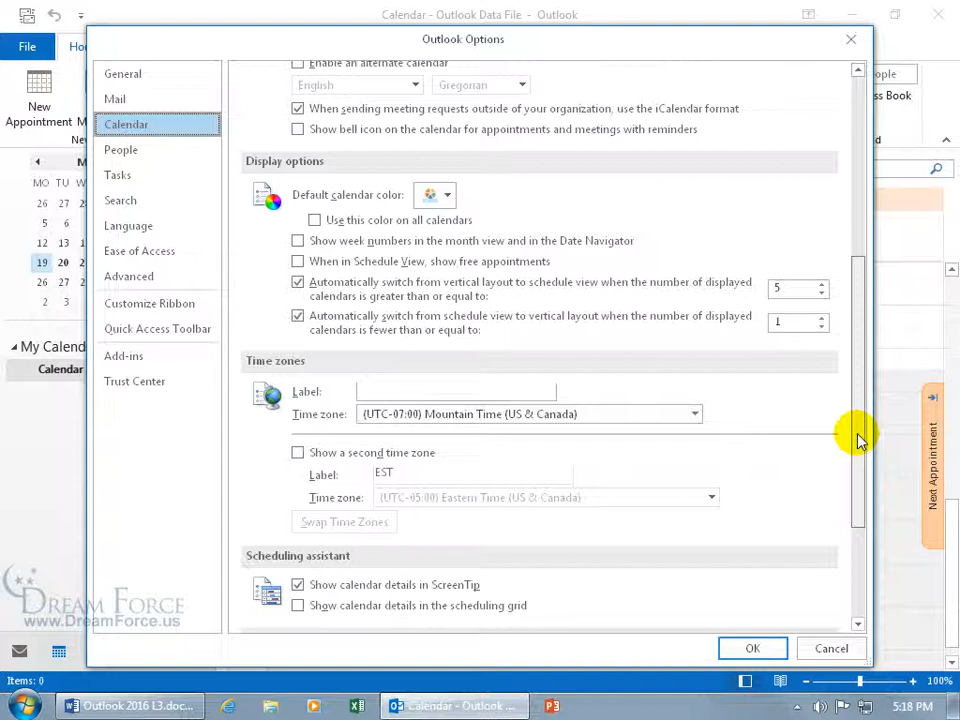 Calendar - Outlook Data File - Outlook
File
Outlook Options
General
Mail
Calendar
People
Tasks
Search
Language
Ease of Access
Advanced
Customize Ribbon
Quick Access Toolbar
Add-ins
Trust Center
New
Appointment
Book
MO TU
26 27
5 6
12 13
19 20
26 27
2 3
My Calend
Calendar
Enable an alternate calendar
English
Gregorian
When sending meeting requests outside of your organization, use the iCalendar format
Show bell icon on the calendar for appointments and meetings with reminders
Display options
Default calendar color:
Use this color on all calendars
Show week numbers in the month view and in the Date Navigator
When in Schedule View, show free appointments
Automatically switch from vertical layout to schedule view when the number of displayed
calendars is greater than or equal to:
5
Automatically switch from schedule view to vertical layout when the number of displayed
calendars is fewer than or equal to:
1
Time zones
Label:
Time zone: (UTC-07:00) Mountain Time (US & Canada)
Show a second time zone
Label: EST
Time zone: (UTC-05:00) Eastern Time (US & Canada)
Swap Time Zones
Scheduling assistant
Show calendar details in ScreenTip
Show calendar details in the scheduling grid
OK
Cancel
Next Appointment
DREAM FORCE
www.DreamForce.us
Items: 0
100%
Outlook 2016 L3.doc...
Calendar - Outlook ...
5:18 PM